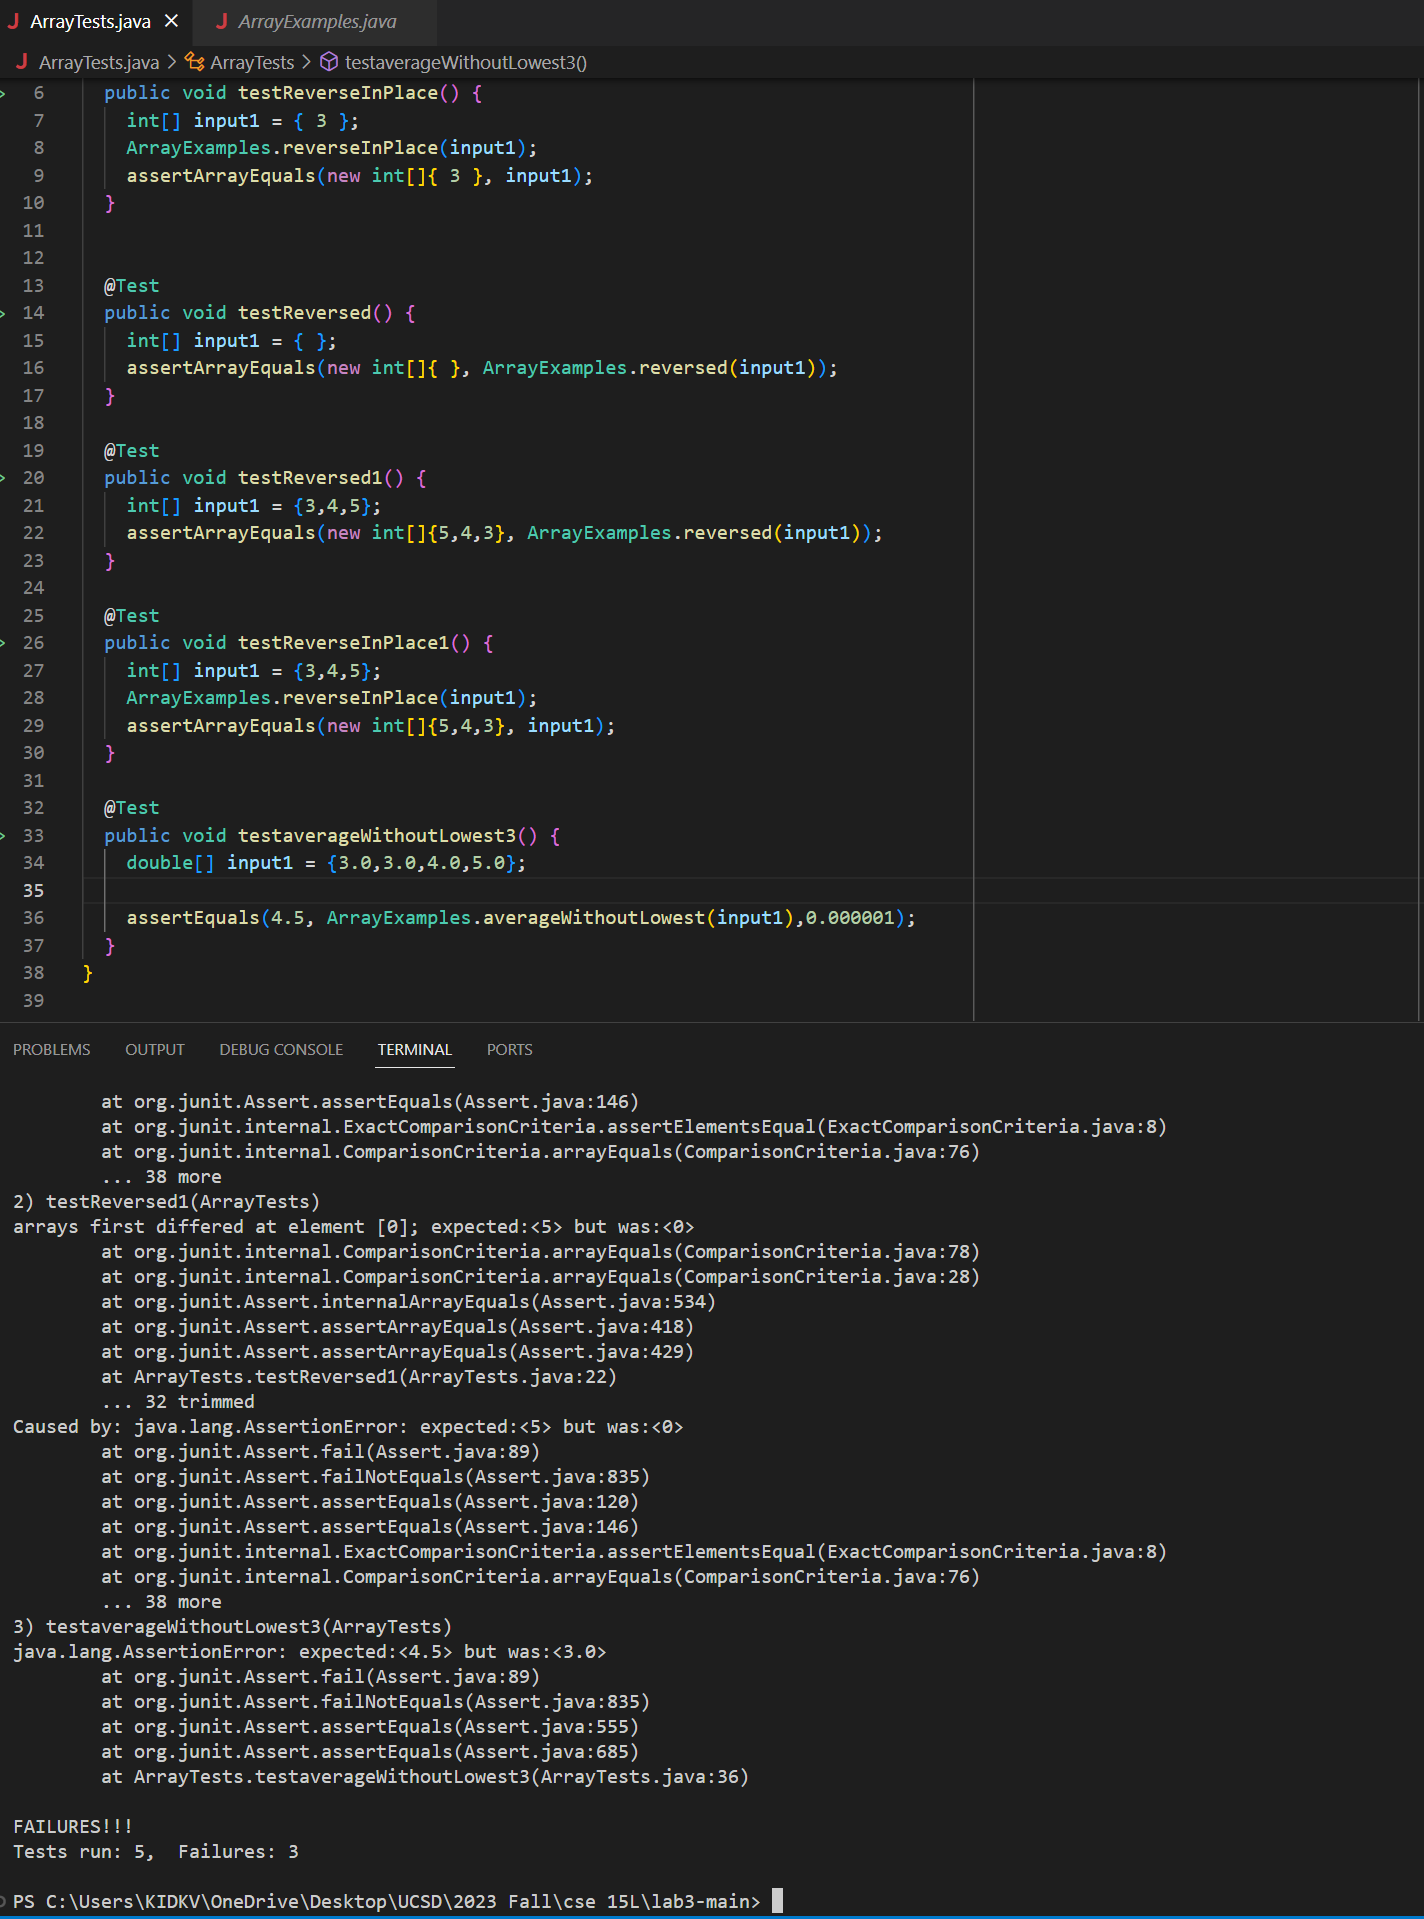 J ArrayTests.java ×
J ArrayExamples.java
J ArrayTests.java > ArrayTests > testaverageWithoutLowest3()
6 public void testReverseInPlace() {
7 int[] input1 = { 3 };
8 ArrayExamples.reverseInPlace(input1);
9 assertArrayEquals(new int[]{ 3 }, input1);
10 }
11
12
13 @Test
14 public void testReversed() {
15 int[] input1 = { };
16 assertArrayEquals(new int[]{ }, ArrayExamples.reversed(input1));
17 }
18
19 @Test
20 public void testReversed1() {
21 int[] input1 = {3,4,5};
22 assertArrayEquals(new int[]{5,4,3}, ArrayExamples.reversed(input1));
23 }
24
25 @Test
26 public void testReverseInPlace1() {
27 int[] input1 = {3,4,5};
28 ArrayExamples.reverseInPlace(input1);
29 assertArrayEquals(new int[]{5,4,3}, input1);
30 }
31
32 @Test
33 public void testaverageWithoutLowest3() {
34 double[] input1 = {3.0,3.0,4.0,5.0};
35
36 assertEquals(4.5, ArrayExamples.averageWithoutLowest(input1),0.000001);
37 }
38 }
39
PROBLEMS OUTPUT DEBUG CONSOLE TERMINAL PORTS
at org.junit.Assert.assertEquals(Assert.java:146)
at org.junit.internal.ExactComparisonCriteria.assertElementsEqual(ExactComparisonCriteria.java:8)
at org.junit.internal.ComparisonCriteria.arrayEquals(ComparisonCriteria.java:76)
... 38 more
2) testReversed1(ArrayTests)
arrays first differed at element [0]; expected:<5> but was:<0>
at org.junit.internal.ComparisonCriteria.arrayEquals(ComparisonCriteria.java:78)
at org.junit.internal.ComparisonCriteria.arrayEquals(ComparisonCriteria.java:28)
at org.junit.Assert.internalArrayEquals(Assert.java:534)
at org.junit.Assert.assertArrayEquals(Assert.java:418)
at org.junit.Assert.assertArrayEquals(Assert.java:429)
at ArrayTests.testReversed1(ArrayTests.java:22)
... 32 trimmed
Caused by: java.lang.AssertionError: expected:<5> but was:<0>
at org.junit.Assert.fail(Assert.java:89)
at org.junit.Assert.failNotEquals(Assert.java:835)
at org.junit.Assert.assertEquals(Assert.java:120)
at org.junit.Assert.assertEquals(Assert.java:146)
at org.junit.internal.ExactComparisonCriteria.assertElementsEqual(ExactComparisonCriteria.java:8)
at org.junit.internal.ComparisonCriteria.arrayEquals(ComparisonCriteria.java:76)
... 38 more
3) testaverageWithoutLowest3(ArrayTests)
java.lang.AssertionError: expected:<4.5> but was:<3.0>
at org.junit.Assert.fail(Assert.java:89)
at org.junit.Assert.failNotEquals(Assert.java:835)
at org.junit.Assert.assertEquals(Assert.java:555)
at org.junit.Assert.assertEquals(Assert.java:685)
at ArrayTests.testaverageWithoutLowest3(ArrayTests.java:36)
FAILURES!!!
Tests run: 5,  Failures: 3
PS C:\Users\KIDKV\OneDrive\Desktop\UCSD\2023 Fall\cse 15L\lab3-main>